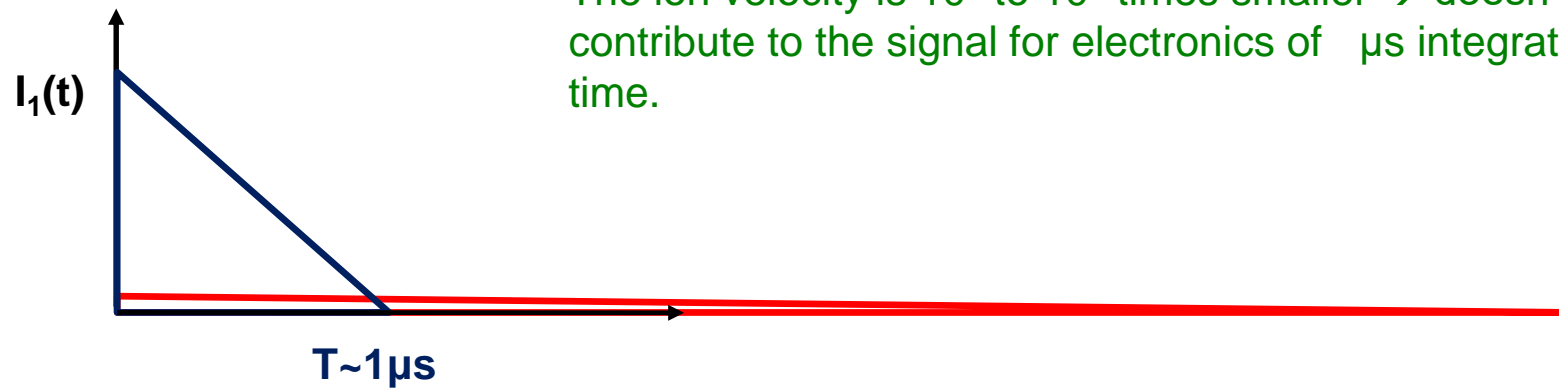 The ion velocity is 10 to 10 times smaller → doesn
contribute to the signal for electronics of μs integrat
time.
I₁(t)
T~1μs